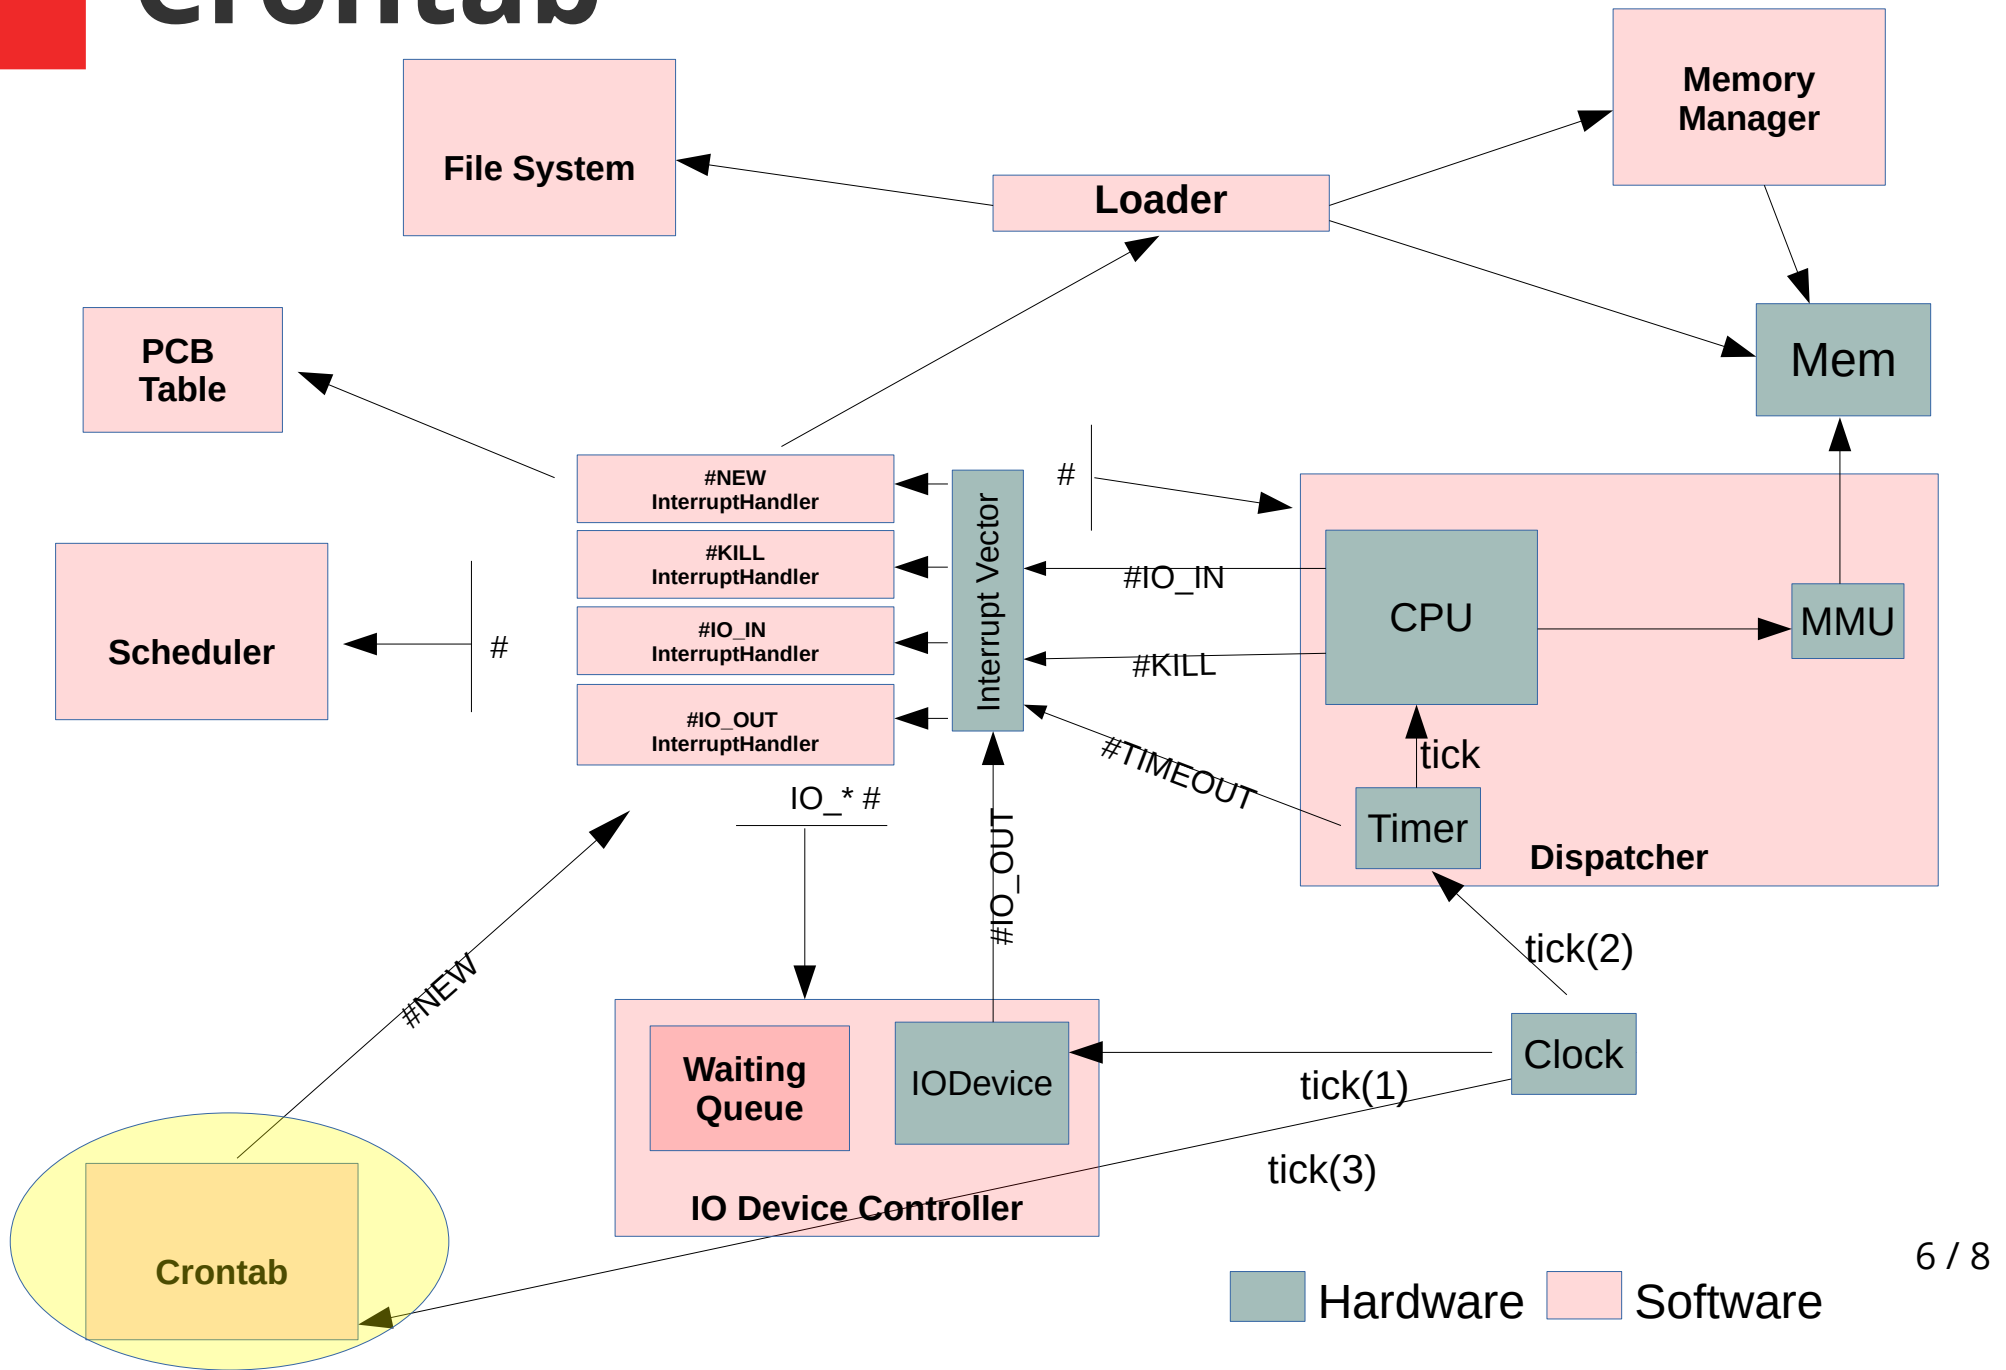 Crontab
File System
Memory
Manager
Loader
PCB
Table
Mem
#NEW
InterruptHandler
#KILL
InterruptHandler
#IO_IN
InterruptHandler
#IO_OUT
InterruptHandler
Interrupt Vector
#
#IO_IN
#KILL
#TIMEOUT
CPU
MMU
tick
Timer
Dispatcher
Scheduler
#
IO_* #
#IO_OUT
#NEW
tick(2)
Clock
tick(1)
tick(3)
Waiting
Queue
IODevice
IO Device Controller
Crontab
6 / 8
Hardware
Software